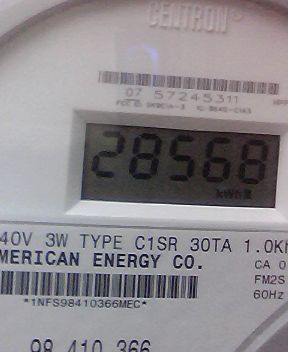 CENTRON®
07 57245311
28568
kWh
40V 3W TYPE C1SR 30TA 1.0Kh
MERICAN ENERGY CO.
CA 0
FM2S
60Hz
*1NFS98410366MEC*
98 410 366